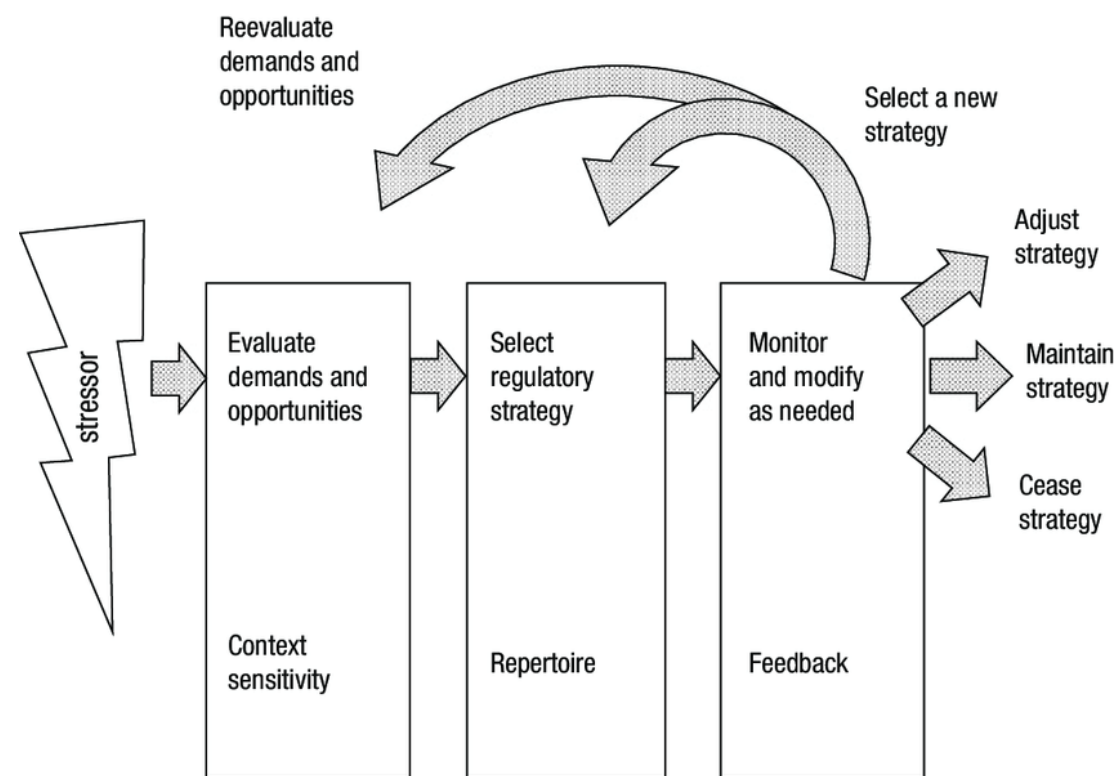 Reevaluate
demands and
opportunities
Select a new
strategy
Adjust
strategy
stressor
Evaluate
demands and
opportunities
Select
regulatory
strategy
Monitor
and modify
as needed
Maintain
strategy
Cease
strategy
Context
sensitivity
Repertoire
Feedback